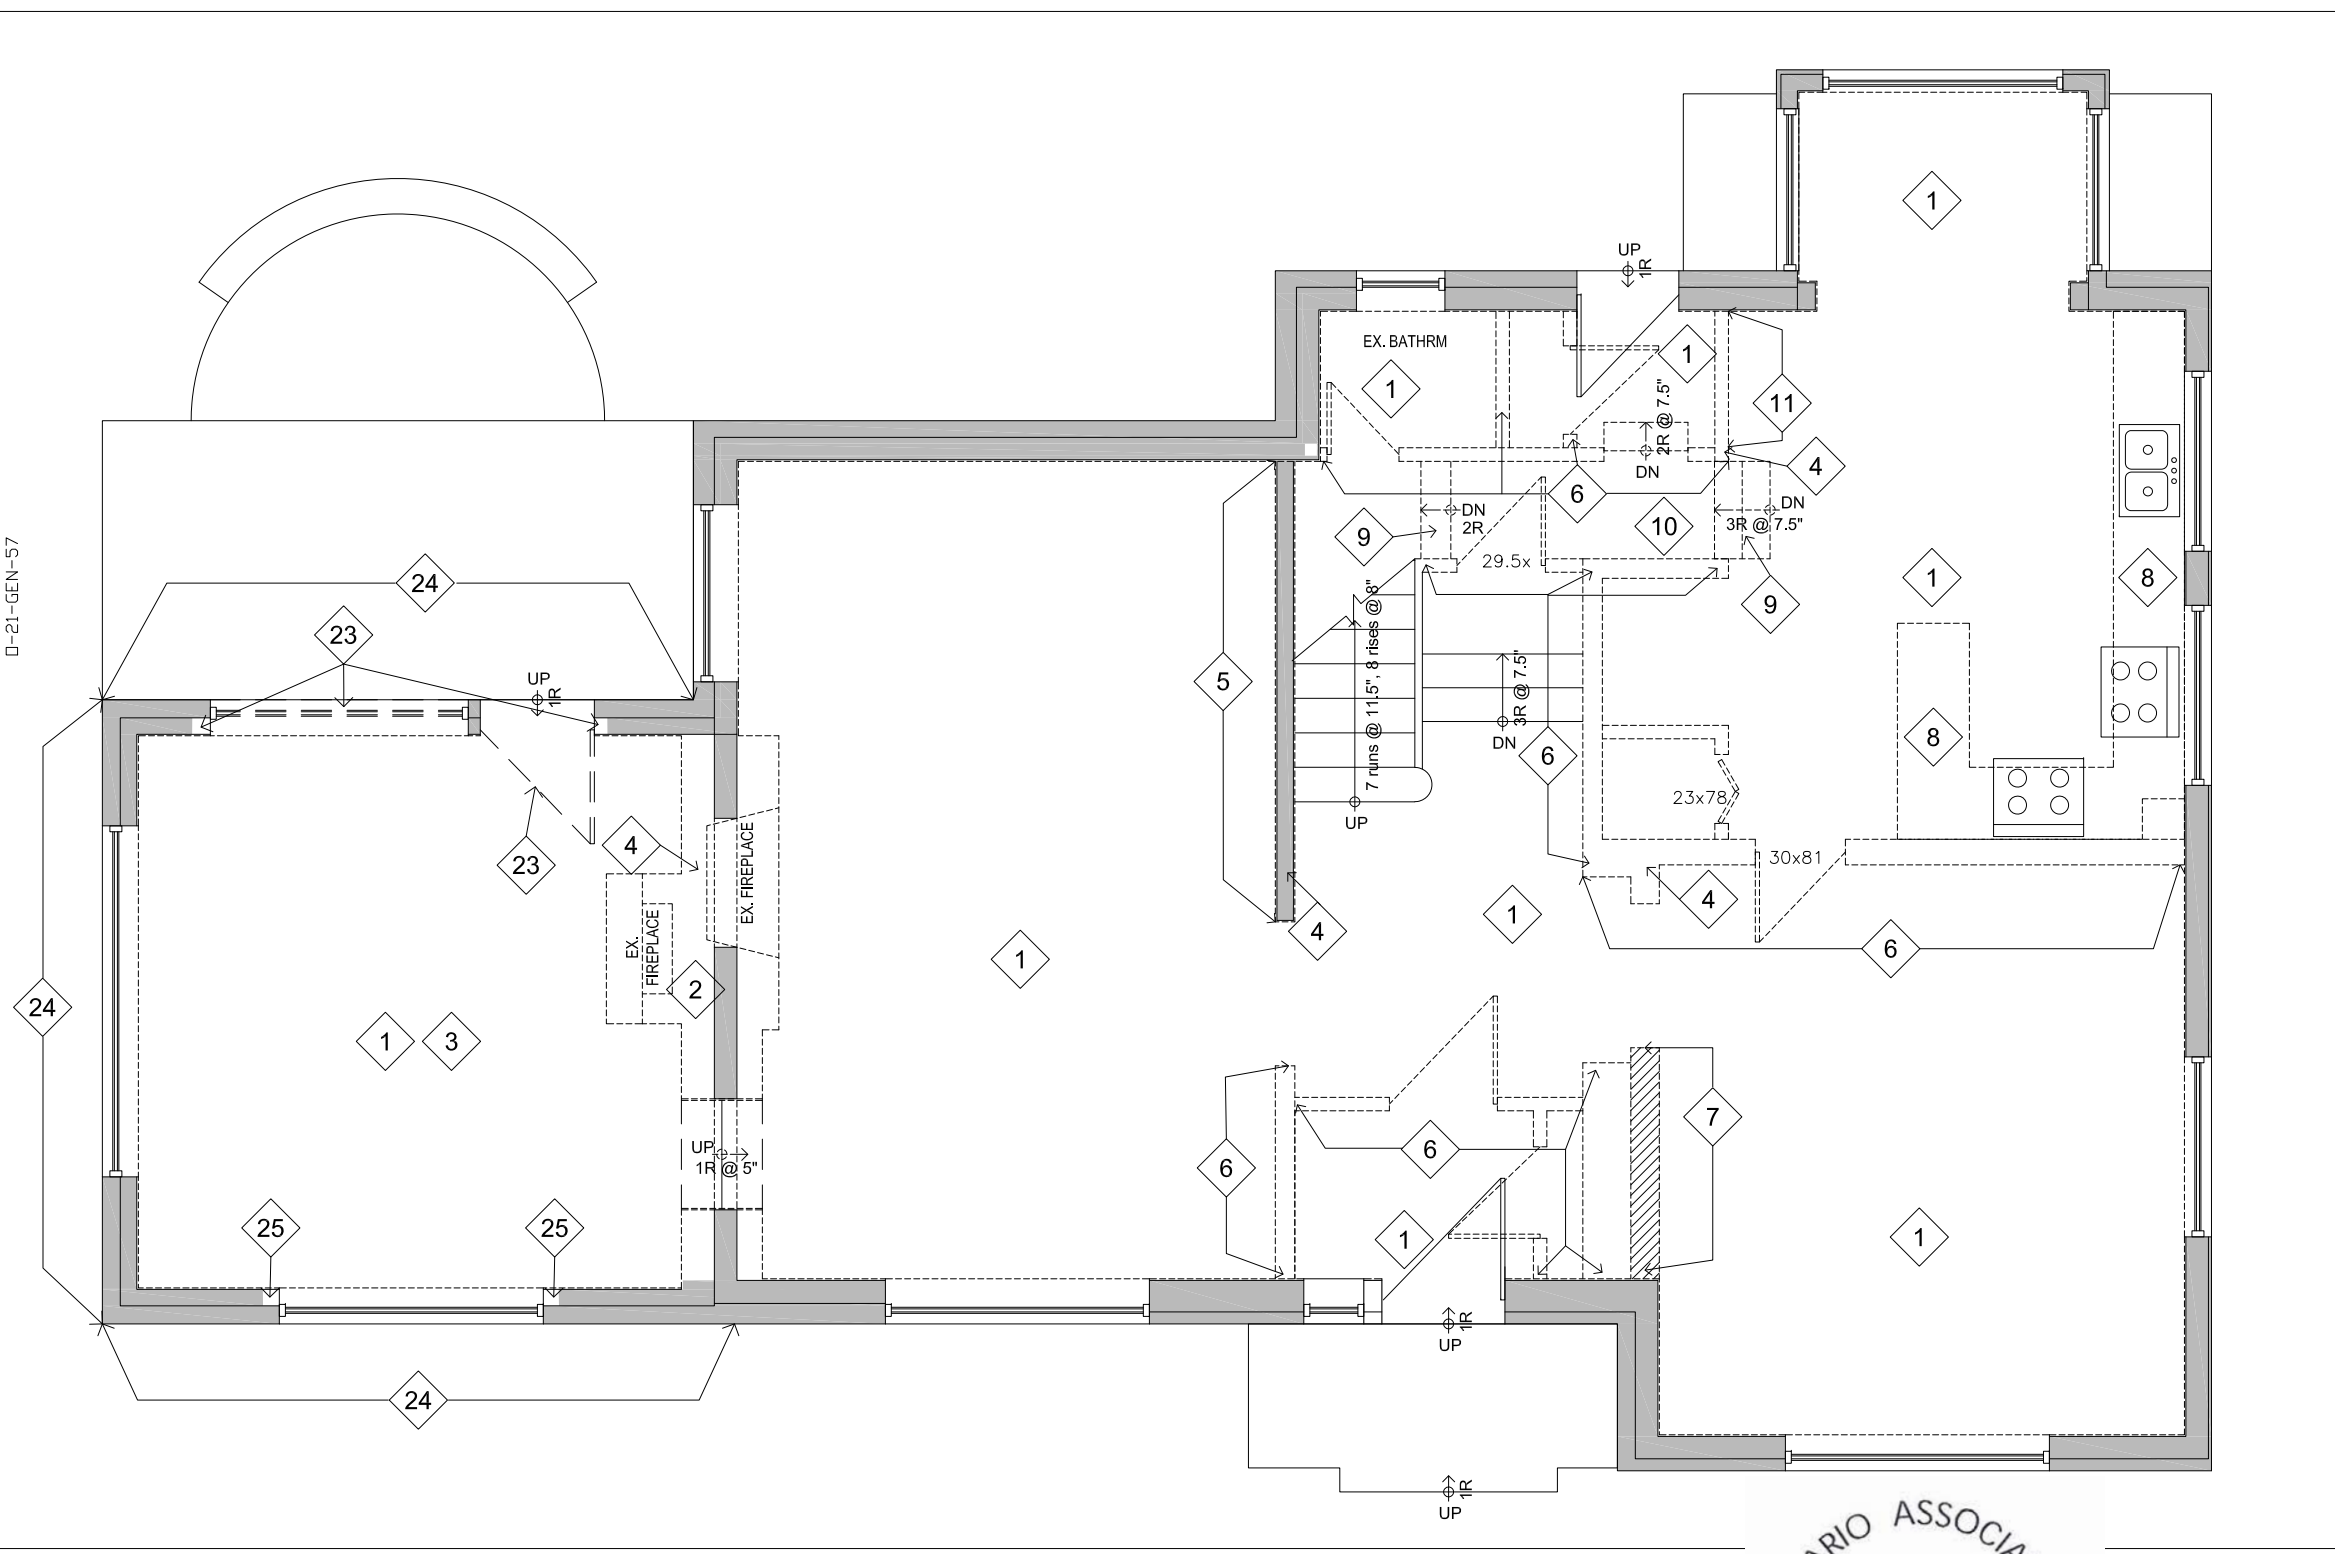 1
UP
1R
EX. BATHRM
1
1
2R @ 7.5"
11
DN
4
6
DN
2R
9
10
DN
3R @ 7.5"
29.5x
□-21-GEN-57
24
7 runs @ 11.5", 8 rises @ 8"
9
1
8
23
5
3R @ 7.5"
UP
1R
DN
6
8
23x78
UP
4
EX. FIREPLACE
23
30x81
4
1
4
6
EX.
FIREPLACE
1
2
24
1
3
7
6
6
UP
1R @ 5"
25
25
1
1
1R
UP
24
1R
UP
ARIO ASSOCIA